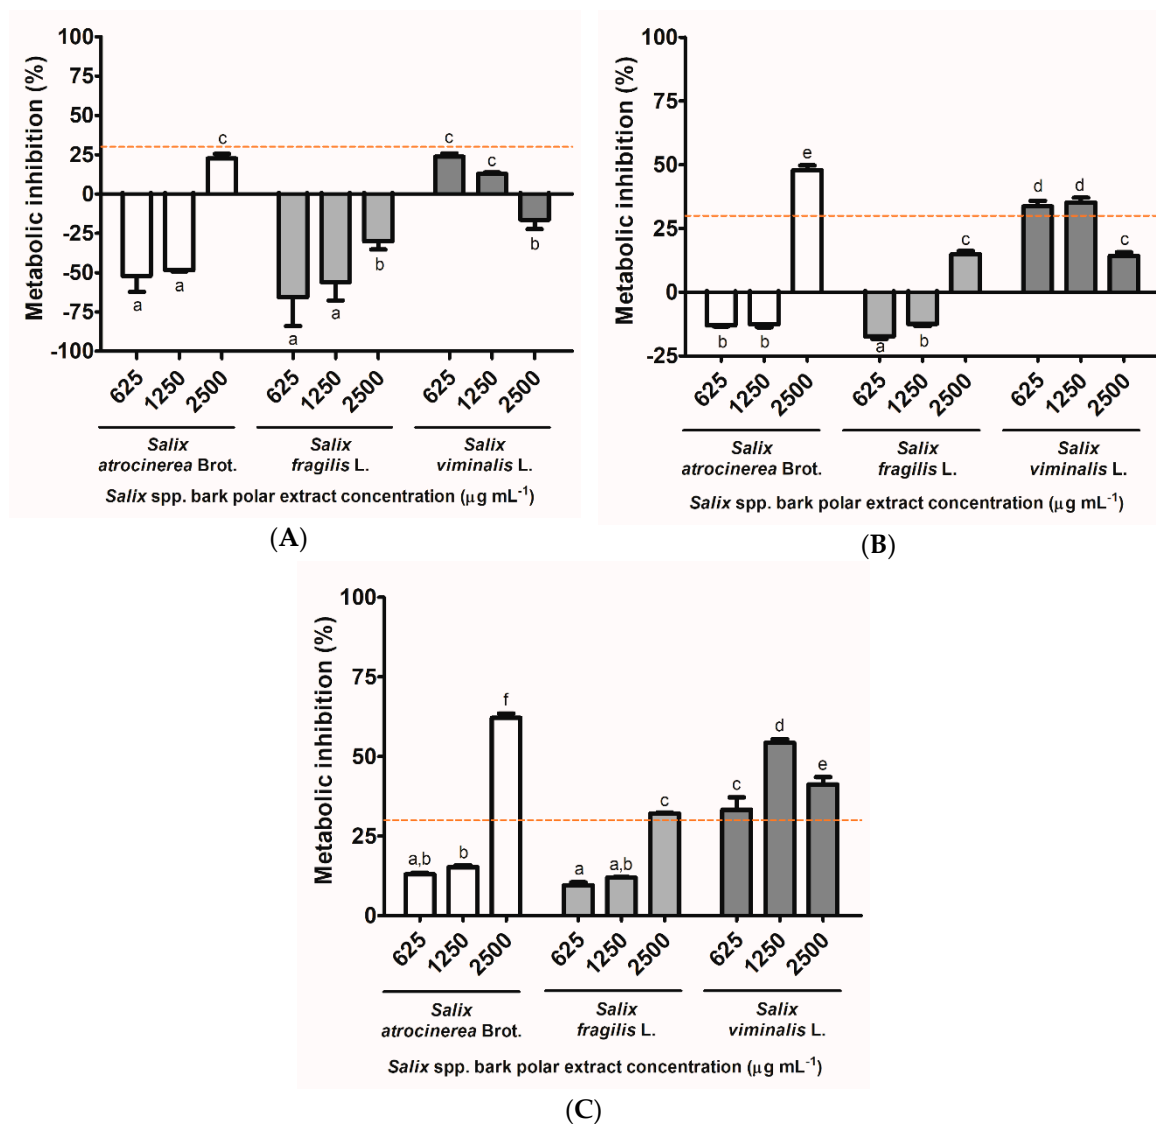 100
75
50
25
0
-25
-50
-75
-100
Metabolic inhibition (%)
a
a
c
a
a
b
c
c
b
625
1250
2500
625
1250
2500
625
1250
2500
Salix
atrocinerea Brot.
Salix
fragilis L.
Salix
viminalis L.
Salix spp. bark polar extract concentration (μg mL⁻¹)
(A)
100
75
50
25
0
-25
Metabolic inhibition (%)
b
b
e
a
b
c
d
d
c
625
1250
2500
625
1250
2500
625
1250
2500
Salix
atrocinerea Brot.
Salix
fragilis L.
Salix
viminalis L.
Salix spp. bark polar extract concentration (μg mL⁻¹)
(B)
100
75
50
25
0
Metabolic inhibition (%)
a,b
b
f
a
a,b
c
c
d
e
625
1250
2500
625
1250
2500
625
1250
2500
Salix
atrocinerea Brot.
Salix
fragilis L.
Salix
viminalis L.
Salix spp. bark polar extract concentration (μg mL⁻¹)
(C)